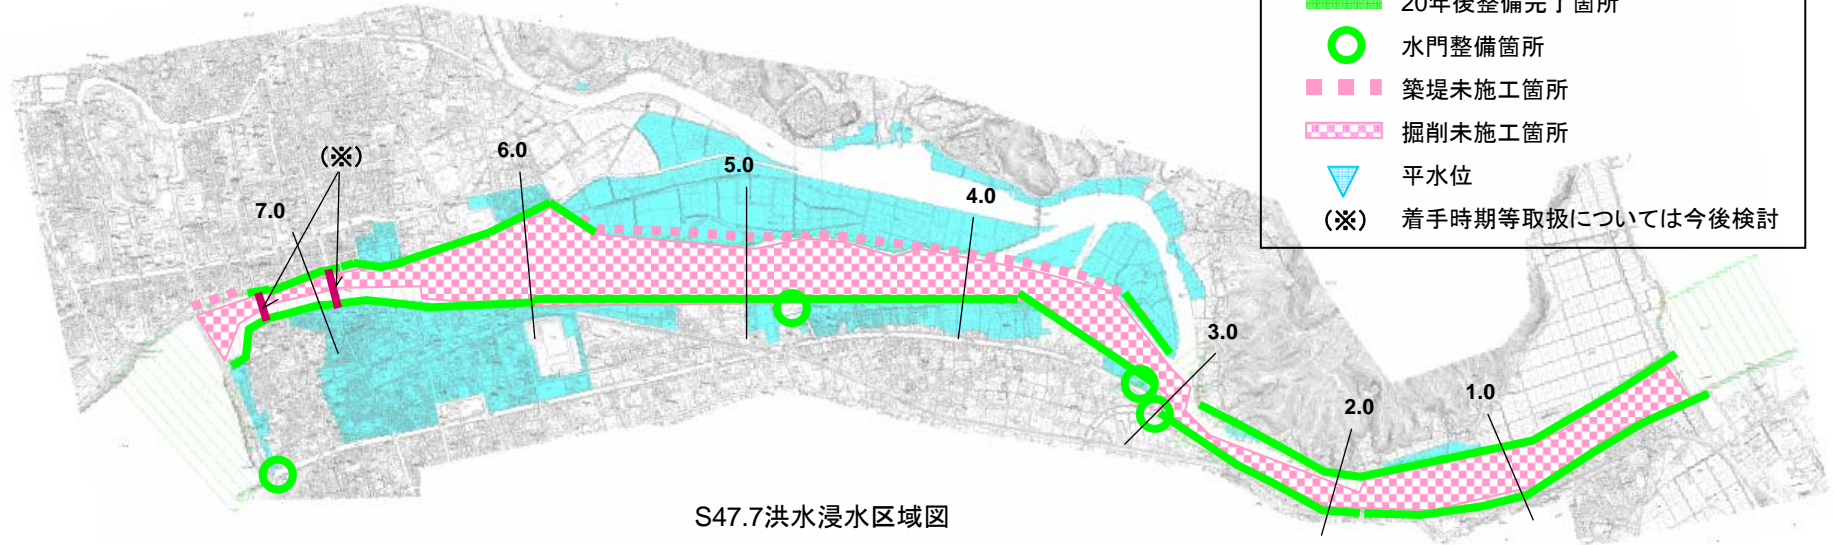 20年後整備完了箇所
水門整備箇所
築堤未施工箇所
掘削未施工箇所
平水位
(※) 着手時期等取扱については今後検討
(※)
7.0
6.0
5.0
4.0
3.0
2.0
1.0
S47.7洪水浸水区域図